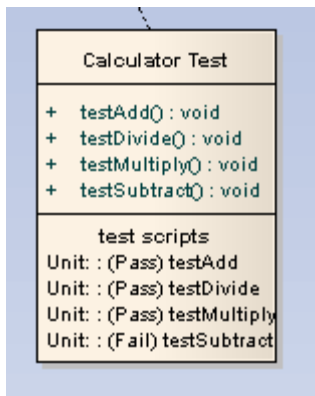 Calculator Test
+ testAdd() : void
+ testDivide() : void
+ testMultiply() : void
+ testSubtract() : void
test scripts
Unit: : (Pass) testAdd
Unit: : (Pass) testDivide
Unit: : (Pass) testMultiply
Unit: : (Fail) testSubtract